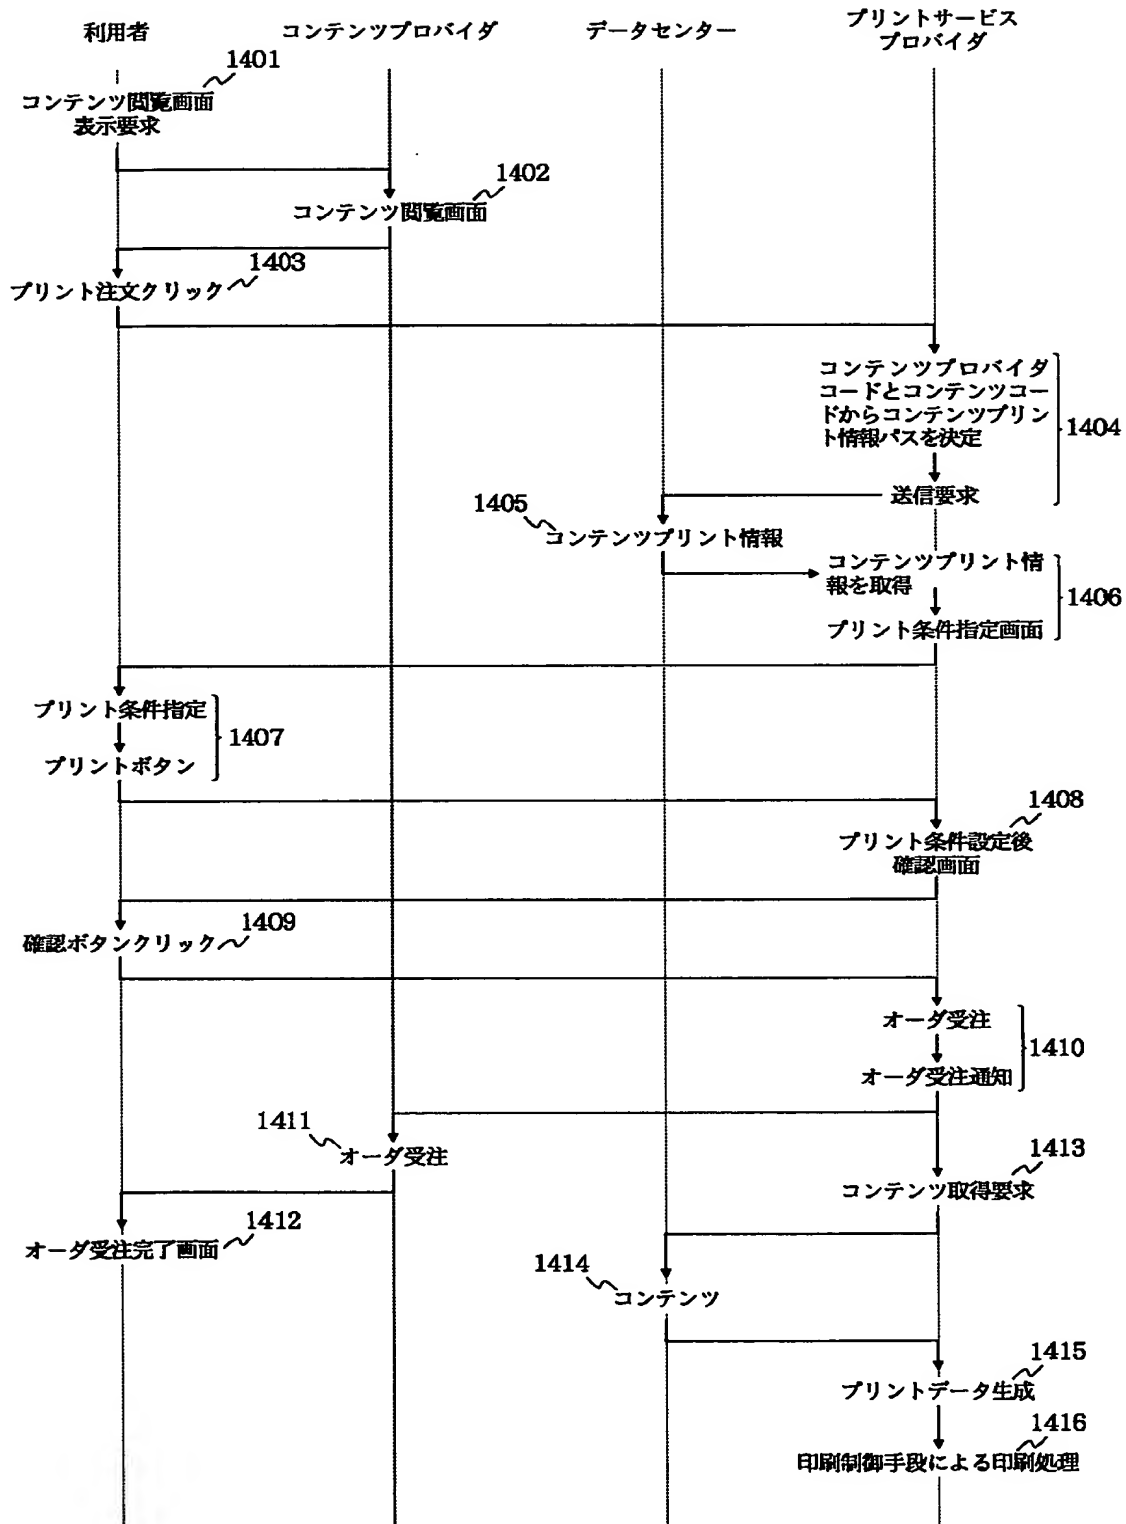 利用者
コンテンツプロバイダ
データセンター
プリントサービス
プロバイダ
1401
コンテンツ閲覧画面
表示要求
1402
コンテンツ閲覧画面
1403
プリント注文クリック
コンテンツプロバイダ
コードとコンテンツコー
ドからコンテンツプリン
ト情報パスを決定
1404
送信要求
1405
コンテンツプリント情報
コンテンツプリント情
報を取得
1406
プリント条件指定画面
プリント条件指定
1407
プリントボタン
1408
プリント条件設定後
確認画面
1409
確認ボタンクリック
オーダ受注
1410
オーダ受注通知
1411
オーダ受注
1413
コンテンツ取得要求
1412
オーダ受注完了画面
1414
コンテンツ
1415
プリントデータ生成
1416
印刷制御手段による印刷処理